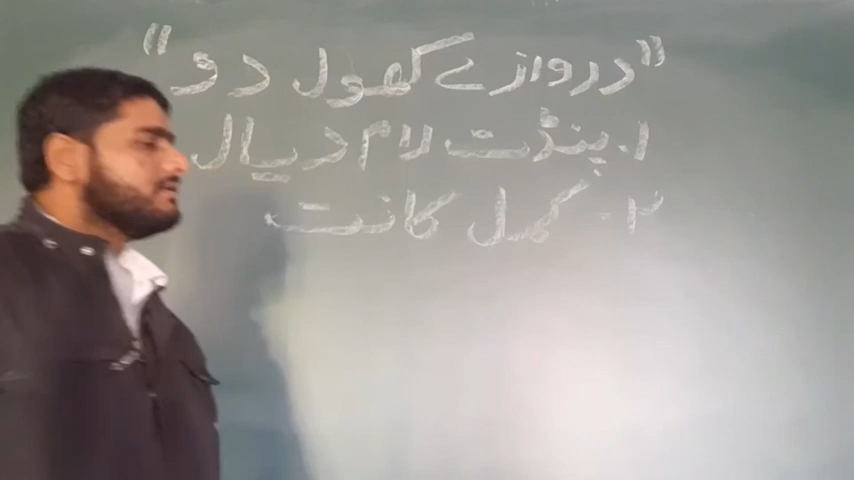 "دروازے کھول دو"
۱. پنڈت لام دیال
۲- کمل کانت